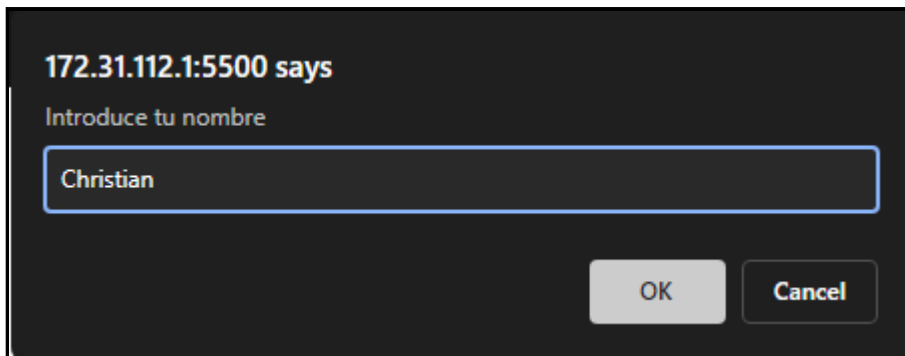 172.31.112.1:5500 says
Introduce tu nombre
Christian
OK Cancel